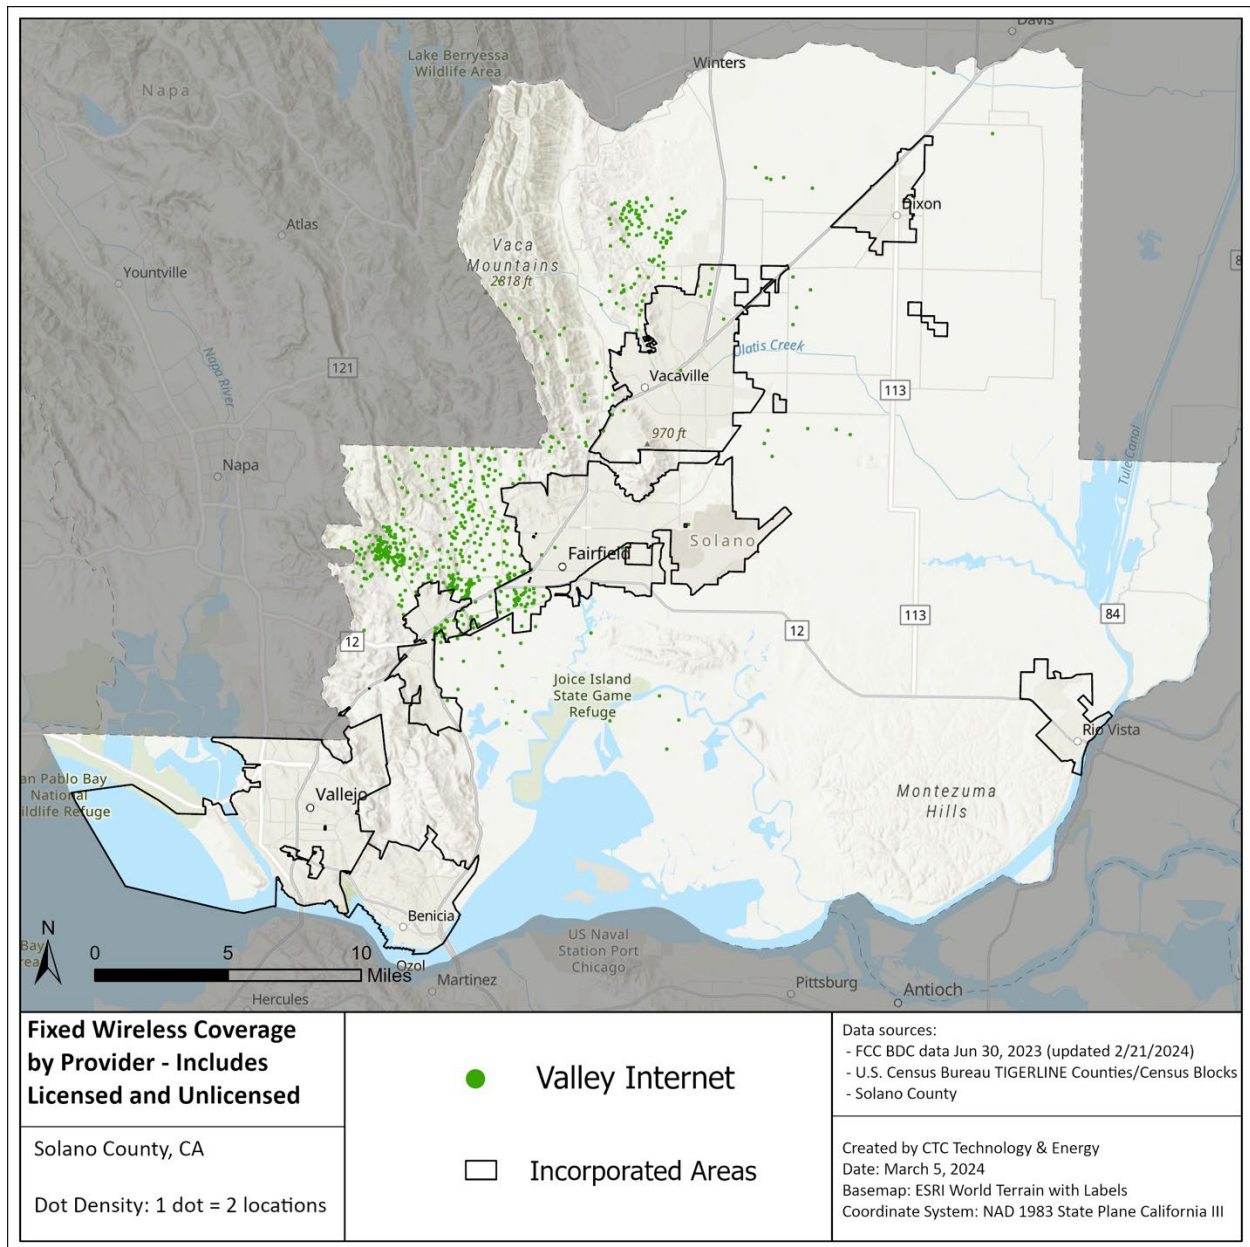 Davis
Lake Berryessa
Wildlife Area
Winters
Napa
Dixon
Atlas
Vaca
Mountains
2818 ft
Yountville
8
Napa River
Ulatis Creek
121
Vacaville
113
970 ft
Tule Canal
Napa
Solano
Fairfield
12
12
113
84
Joice Island
State Game
Refuge
Rio Vista
an Pablo Bay
National
ildlife Refuge
Vallejo
Montezuma
Hills
Benicia
N
Bay
rea
0 5 10
Miles
Ozol
US Naval
Station Port
Chicago
Martinez
Pittsburg
Antioch
Hercules
Fixed Wireless Coverage
by Provider - Includes
Licensed and Unlicensed
Solano County, CA
Dot Density: 1 dot = 2 locations
Valley Internet
Incorporated Areas
Data sources:
- FCC BDC data Jun 30, 2023 (updated 2/21/2024)
- U.S. Census Bureau TIGERLINE Counties/Census Blocks
- Solano County
Created by CTC Technology & Energy
Date: March 5, 2024
Basemap: ESRI World Terrain with Labels
Coordinate System: NAD 1983 State Plane California III